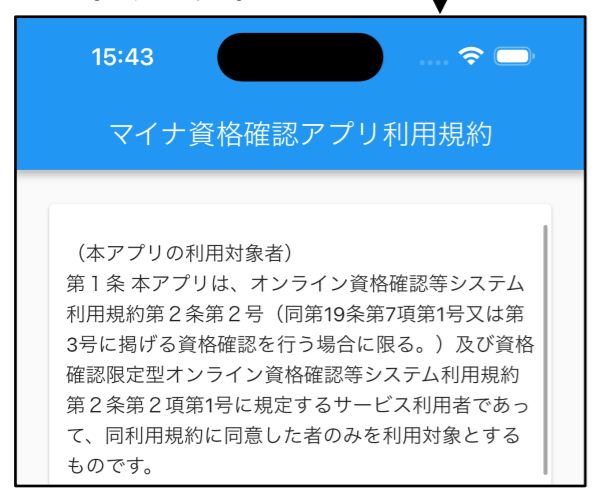 15:43
マイナ資格確認アプリ利用規約
（本アプリの利用対象者）
第１条 本アプリは、オンライン資格確認等システム
利用規約第２条第２号（同第19条第7項第1号又は第
3号に掲げる資格確認を行う場合に限る。）及び資格
確認限定型オンライン資格確認等システム利用規約
第２条第２項第1号に規定するサービス利用者であっ
て、同利用規約に同意した者のみを利用対象とする
ものです。